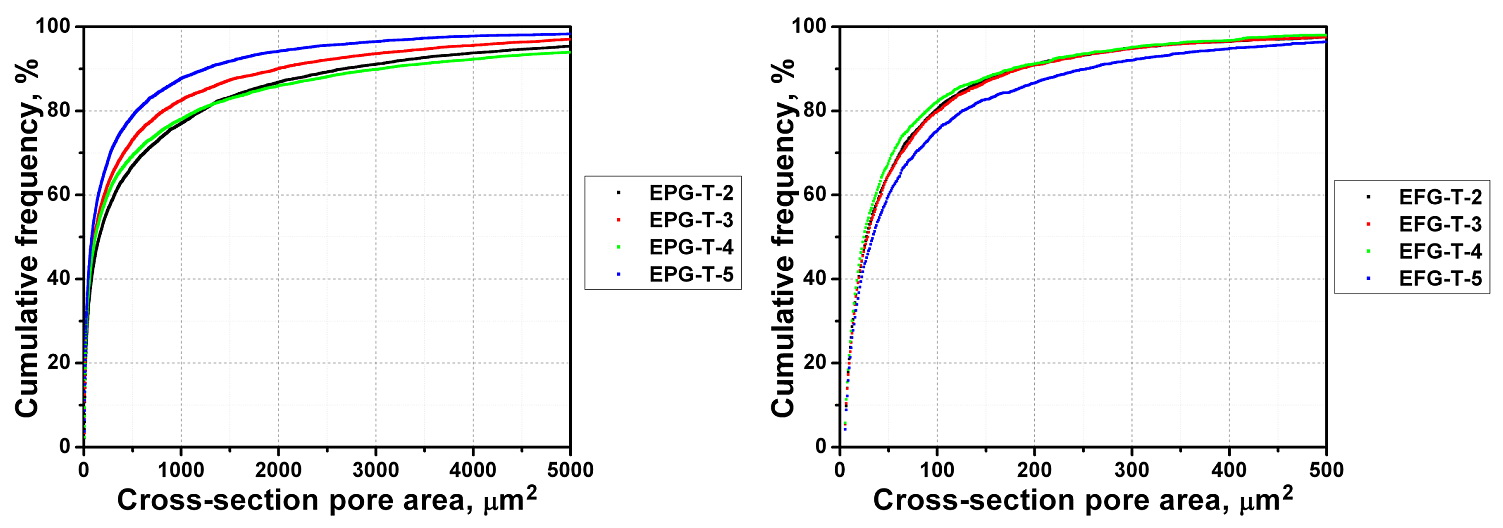 Cumulative frequency, %
100
80
60
40
20
0
0 1000 2000 3000 4000 5000
Cross-section pore area, μm²
EPG-T-2
EPG-T-3
EPG-T-4
EPG-T-5
Cumulative frequency, %
100
80
60
40
20
0
0 100 200 300 400 500
Cross-section pore area, μm²
EFG-T-2
EFG-T-3
EFG-T-4
EFG-T-5